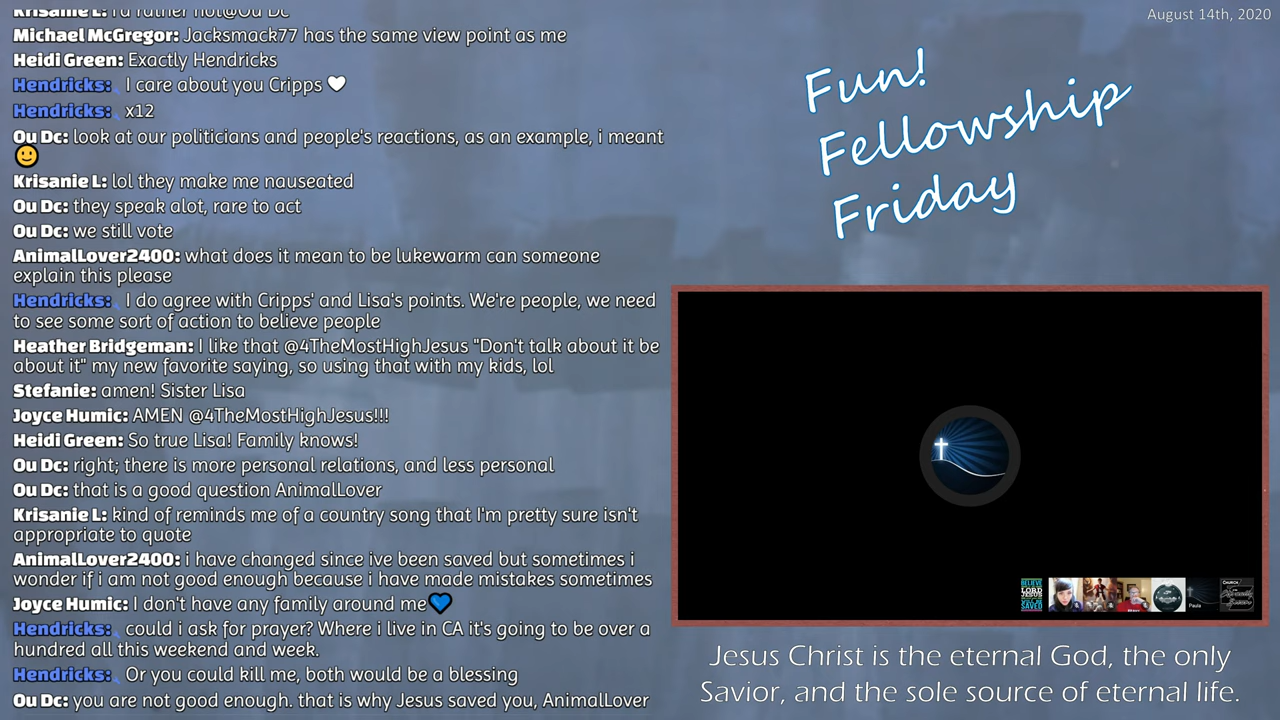 Krisanie L: I'd rather not@Ou Dc
August 14th, 2020
Michael McGregor: Jacksmack77 has the same view point as me
Heidi Green: Exactly Hendricks
Hendricks: I care about you Cripps 🤍
Hendricks: x12
Ou Dc: look at our politicians and people's reactions, as an example, i meant
🙂
Krisanie L: lol they make me nauseated
Ou Dc: they speak alot, rare to act
Ou Dc: we still vote
AnimalLover2400: what does it mean to be lukewarm can someone
explain this please
Hendricks: I do agree with Cripps' and Lisa's points. We're people, we need
to see some sort of action to believe people
Heather Bridgeman: I like that @4TheMostHighJesus "Don't talk about it be
about it" my new favorite saying, so using that with my kids, lol
Stefanie: amen! Sister Lisa
Joyce Humic: AMEN @4TheMostHighJesus!!!
Heidi Green: So true Lisa! Family knows!
Ou Dc: right; there is more personal relations, and less personal
Ou Dc: that is a good question AnimalLover
Krisanie L: kind of reminds me of a country song that I'm pretty sure isn't
appropriate to quote
AnimalLover2400: i have changed since ive been saved but sometimes i
wonder if i am not good enough because i have made mistakes sometimes
Joyce Humic: I don't have any family around me💙
Hendricks: could i ask for prayer? Where i live in CA it's going to be over a
hundred all this weekend and week.
Hendricks: Or you could kill me, both would be a blessing
Ou Dc: you are not good enough. that is why Jesus saved you, AnimalLover
Fun!
Fellowship
Friday
BELIEVE
LORD
JESUS
SAVED
Paula
CHURCH
Jesus Christ is the eternal God, the only
Savior, and the sole source of eternal life.